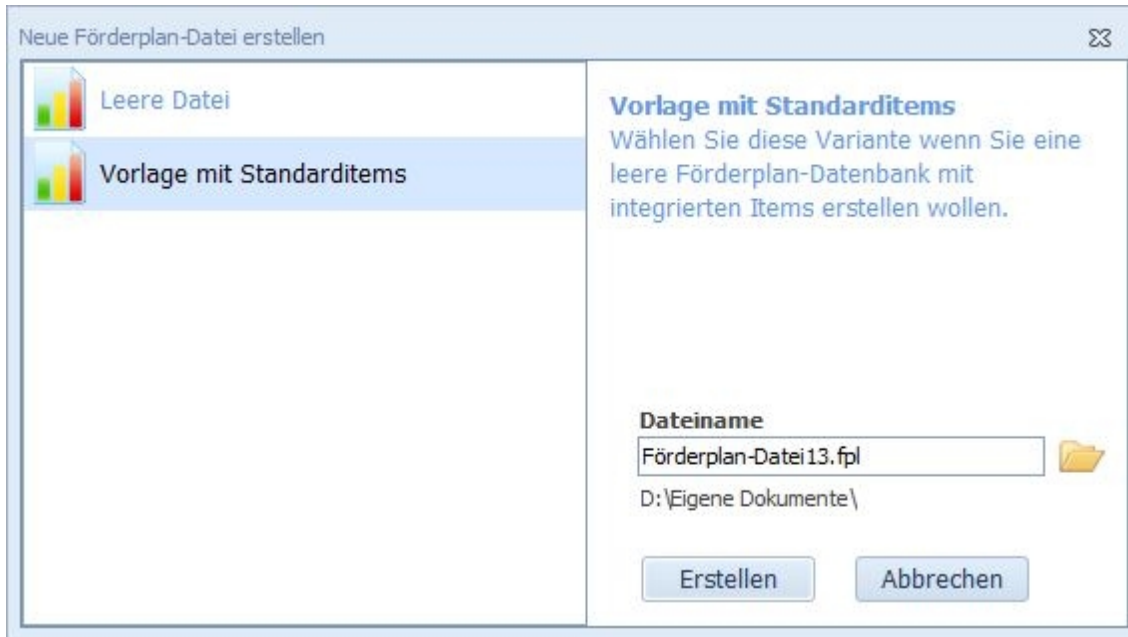 Neue Förderplan-Datei erstellen
Leere Datei
Vorlage mit Standarditems
Vorlage mit Standarditems
Wählen Sie diese Variante wenn Sie eine
leere Förderplan-Datenbank mit
integrierten Items erstellen wollen.
Dateiname
Förderplan-Datei13.fpl
D:\Eigene Dokumente\
Erstellen
Abbrechen